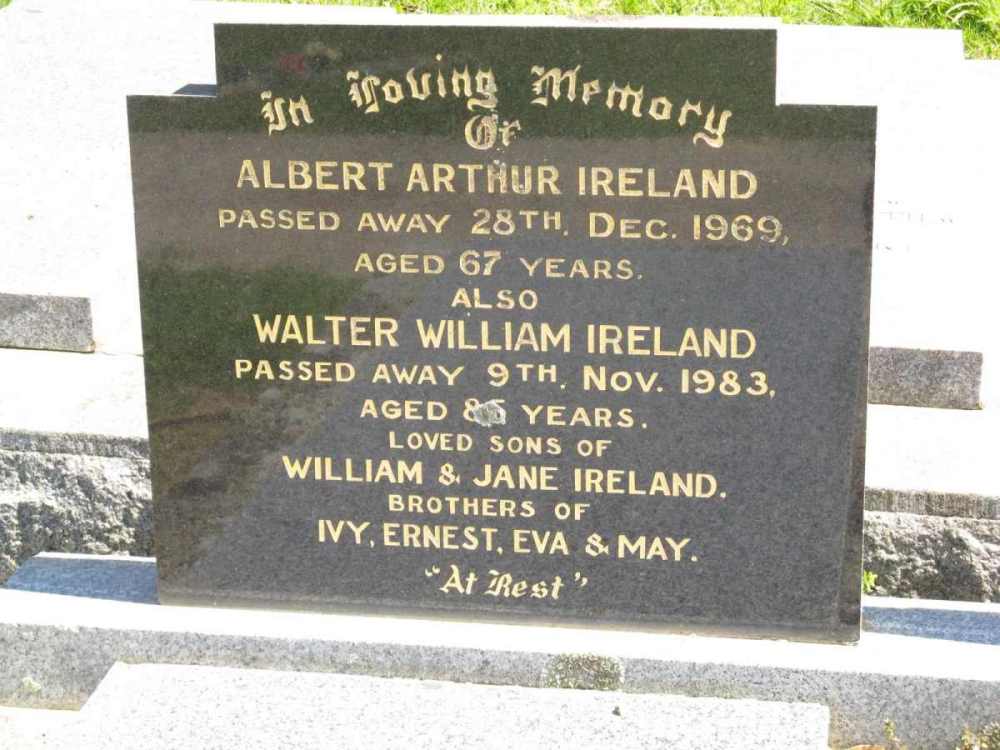 In Loving Memory
Of
ALBERT ARTHUR IRELAND
PASSED AWAY 28TH. DEC. 1969,
AGED 67 YEARS.
ALSO
WALTER WILLIAM IRELAND
PASSED AWAY 9TH. NOV. 1983,
AGED YEARS.
LOVED SONS OF
WILLIAM & JANE IRELAND.
BROTHERS OF
IVY, ERNEST, EVA & MAY.
"At Rest"